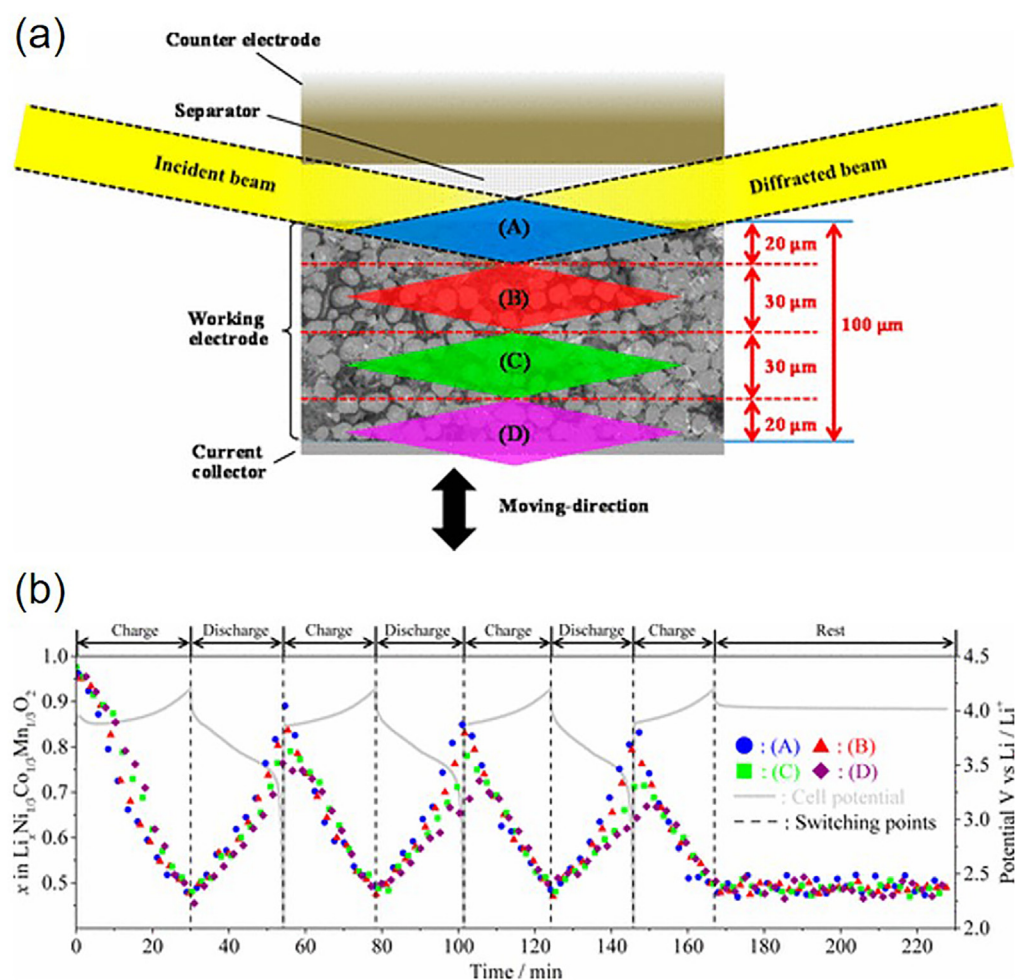 (a)
Counter electrode
Separator
Incident beam
Diffracted beam
(A)
20 μm
(B)
30 μm
Working
electrode
100 μm
(C)
30 μm
(D)
20 μm
Current
collector
Moving-direction
(b)
Charge Discharge Charge Discharge Charge Discharge Charge Rest
1.0
0.9
0.8
0.7
0.6
0.5
x in LixNi1/3Co1/3Mn1/3O2
4.5
4.0
3.5
3.0
2.5
2.0
Potential V vs Li / Li+
: (A) : (B)
: (C) : (D)
: Cell potential
: Switching points
0 20 40 60 80 100 120 140 160 180 200 220
Time / min